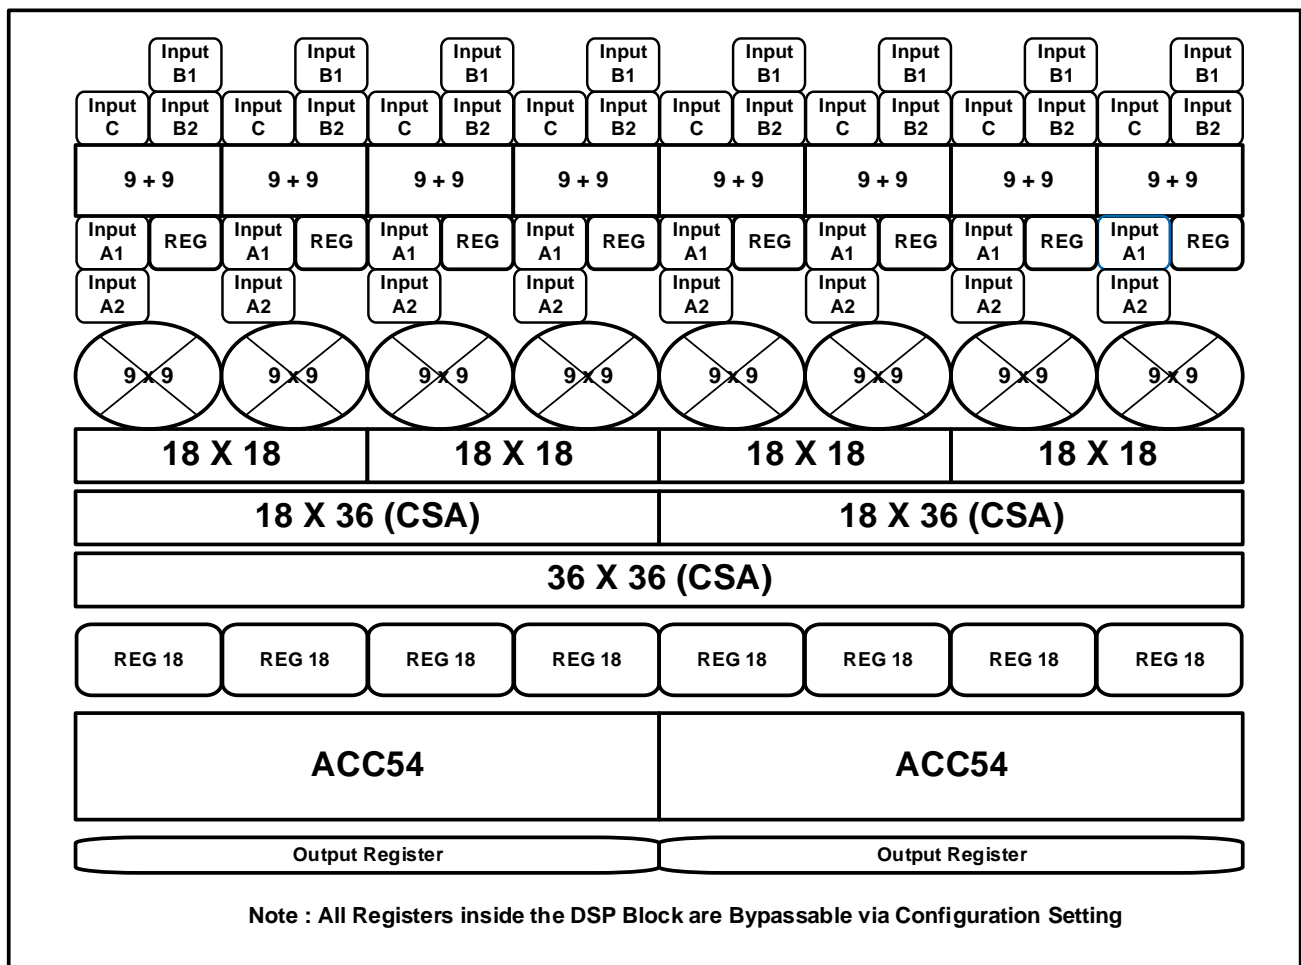 Input Input Input Input Input Input Input Input
B1 B1 B1 B1 B1 B1 B1 B1
Input Input Input Input Input Input Input Input Input Input Input Input Input Input Input Input
C B2 C B2 C B2 C B2 C B2 C B2 C B2 C B2
9 + 9 9 + 9 9 + 9 9 + 9 9 + 9 9 + 9 9 + 9 9 + 9
Input REG Input REG Input REG Input REG Input REG Input REG Input REG Input REG
A1 A1 A1 A1 A1 A1 A1 A1
Input Input Input Input Input Input Input Input
A2 A2 A2 A2 A2 A2 A2 A2
9 x 9 9 x 9 9 x 9 9 x 9 9 x 9 9 x 9 9 x 9 9 x 9
18 X 18 18 X 18 18 X 18 18 X 18
18 X 36 (CSA) 18 X 36 (CSA)
36 X 36 (CSA)
REG 18 REG 18 REG 18 REG 18 REG 18 REG 18 REG 18 REG 18
ACC54 ACC54
Output Register Output Register
Note : All Registers inside the DSP Block are Bypassable via Configuration Setting